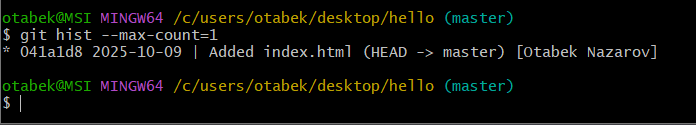 otabek@MSI MINGW64 /c/users/otabek/desktop/hello (master)
$ git hist --max-count=1
* 041a1d8 2025-10-09 | Added index.html (HEAD -> master) [Otabek Nazarov]
otabek@MSI MINGW64 /c/users/otabek/desktop/hello (master)
$